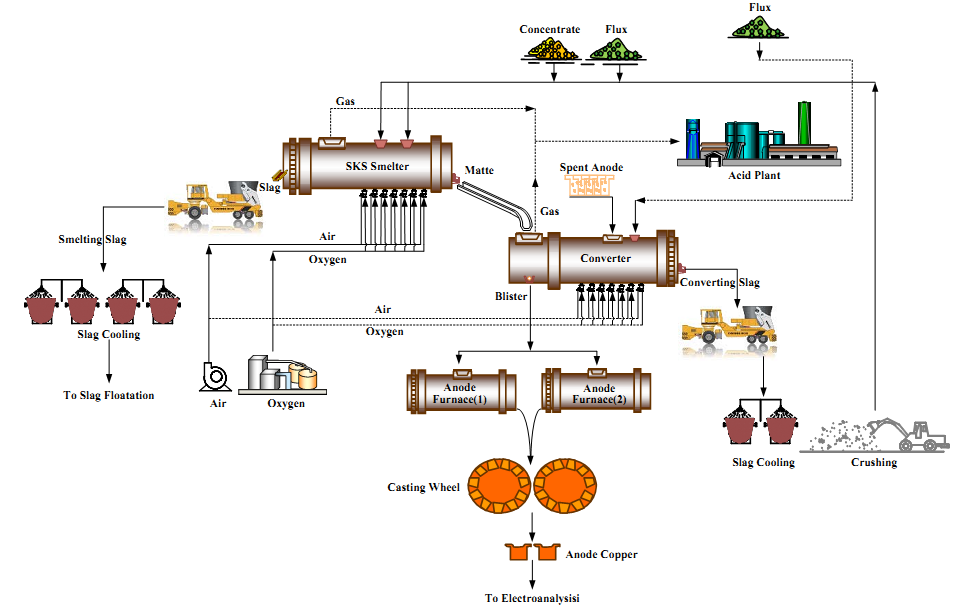 Flux
Concentrate
Flux
Gas
SKS Smelter
Matte
Acid Plant
Spent Anode
Slag
Gas
Smelting Slag
Air
Oxygen
Converter
Converting Slag
Blister
Air
Oxygen
Slag Cooling
To Slag Floatation
Air
Oxygen
Anode
Furnace(1)
Anode
Furnace(2)
Slag Cooling
Crushing
Casting Wheel
Anode Copper
To Electroanalysisi